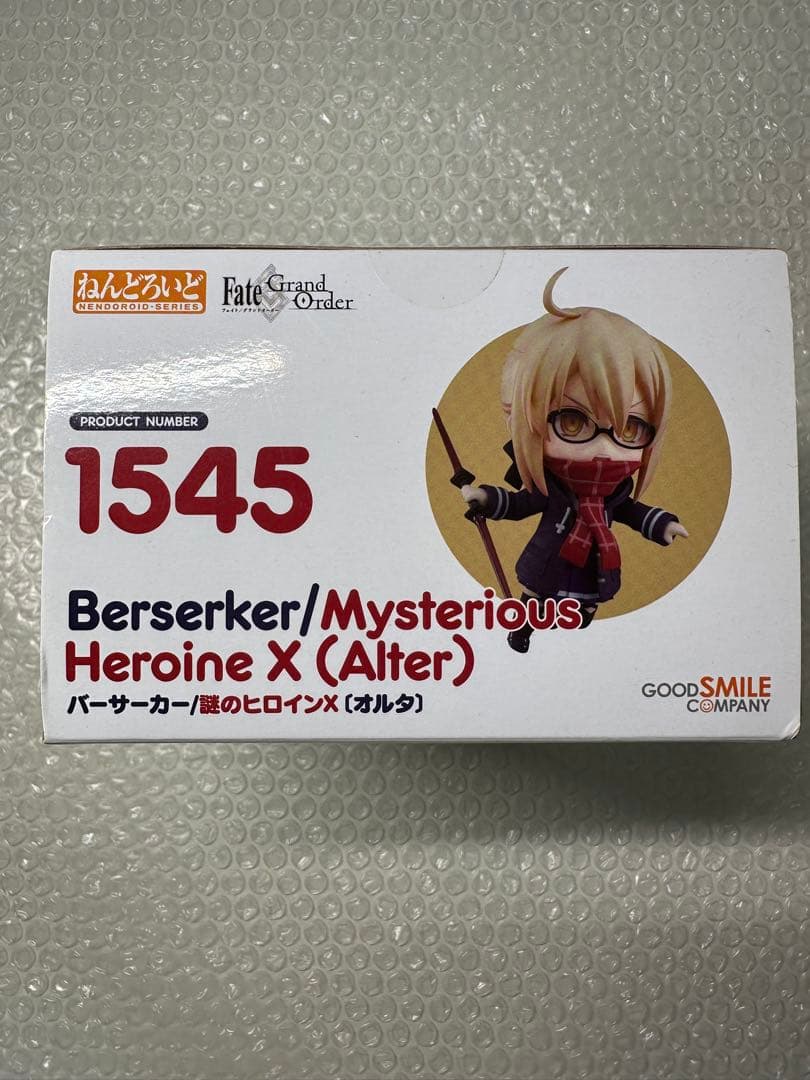 ねんどろいど
NENDOROID-SERIES
Fate Grand Order
フェイト/グランドオーダー
PRODUCT NUMBER
1545
Berserker/Mysterious
Heroine X (Alter)
バーサーカー/謎のヒロインX〔オルタ〕
GOOD SMILE
COMPANY